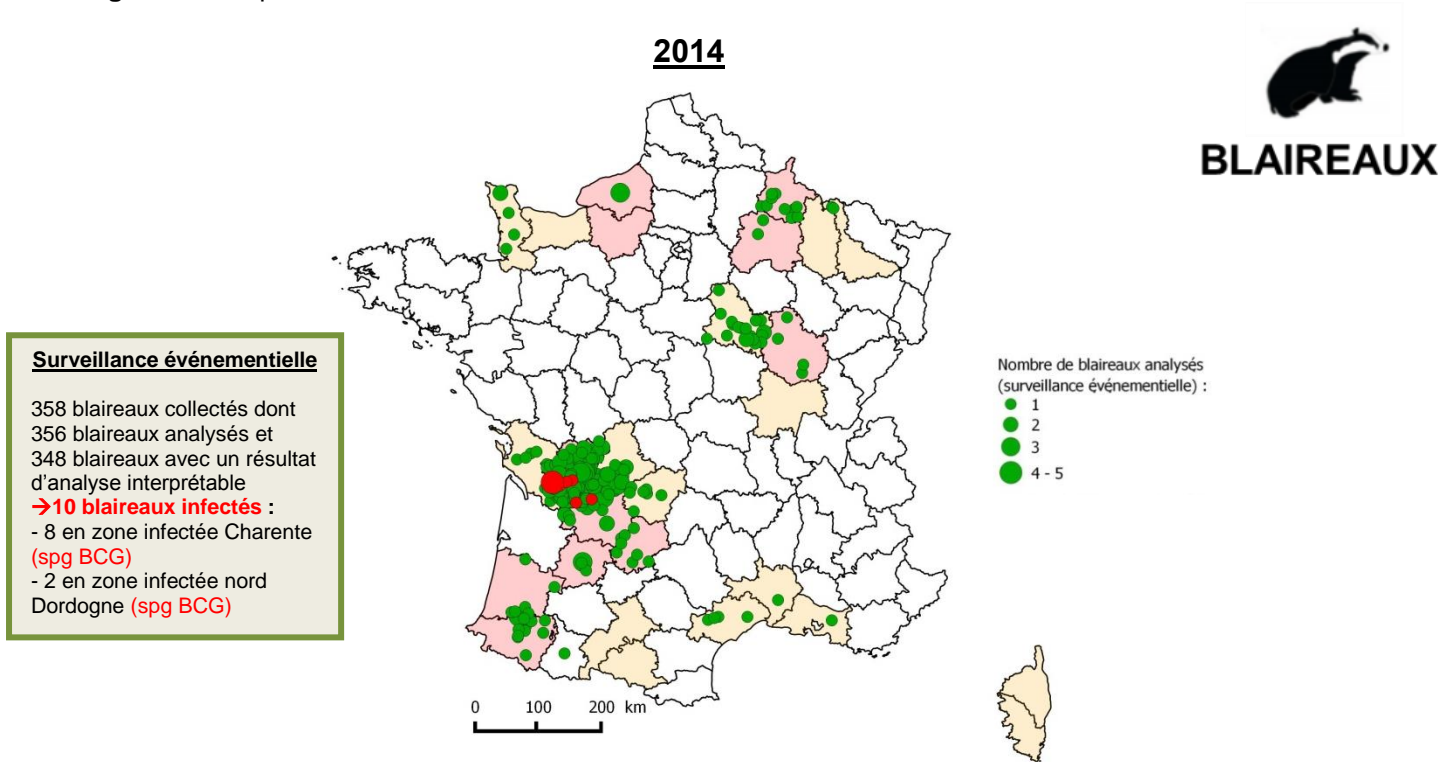 2014
BLAIREAUX
Surveillance événementielle
358 blaireaux collectés dont
356 blaireaux analysés et
348 blaireaux avec un résultat
d'analyse interprétable
→10 blaireaux infectés :
- 8 en zone infectée Charente
(spg BCG)
- 2 en zone infectée nord
Dordogne (spg BCG)
Nombre de blaireaux analysés
(surveillance événementielle) :
1
2
3
4 - 5
0 100 200 km